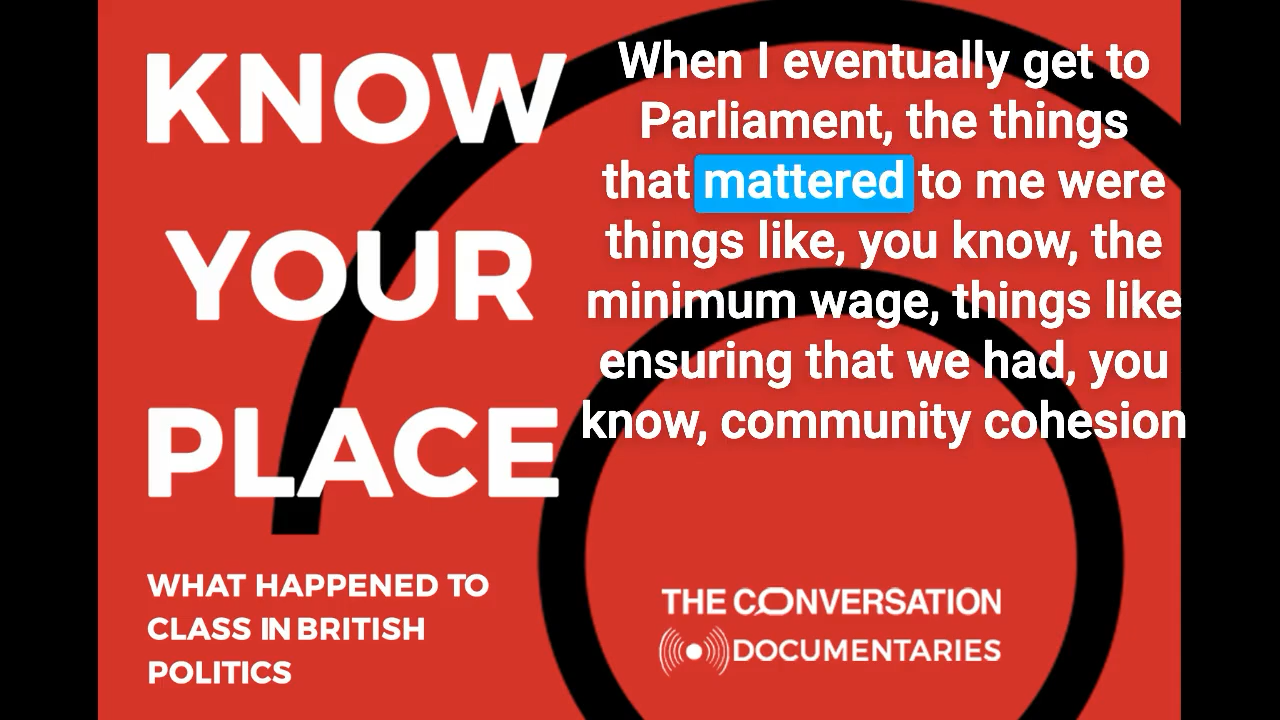 KNOW
YOUR
PLACE
WHAT HAPPENED TO
CLASS IN BRITISH
POLITICS
When I eventually get to
Parliament, the things
that mattered to me were
things like, you know, the
minimum wage, things like
ensuring that we had, you
know, community cohesion
THE CONVERSATION
DOCUMENTARIES